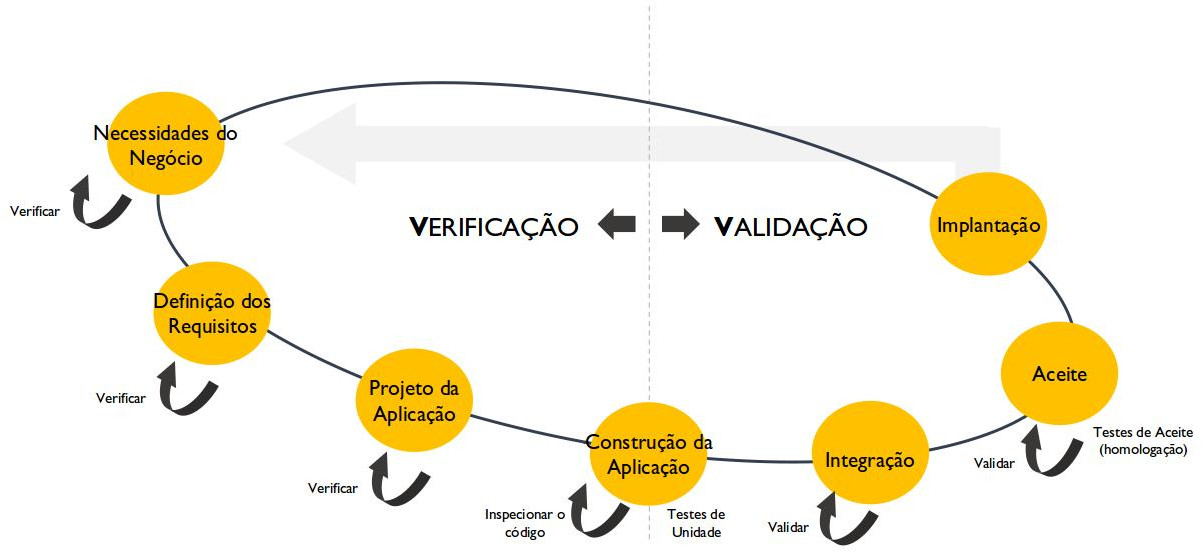 Necessidades do
Negócio
Verificar
VERIFICAÇÃO
VALIDAÇÃO
Implantação
Definição dos
Requisitos
Verificar
Projeto da
Aplicação
Verificar
Construção da
Aplicação
Inspecionar o
código
Testes de
Unidade
Integração
Validar
Aceite
Validar
Testes de Aceite
(homologação)